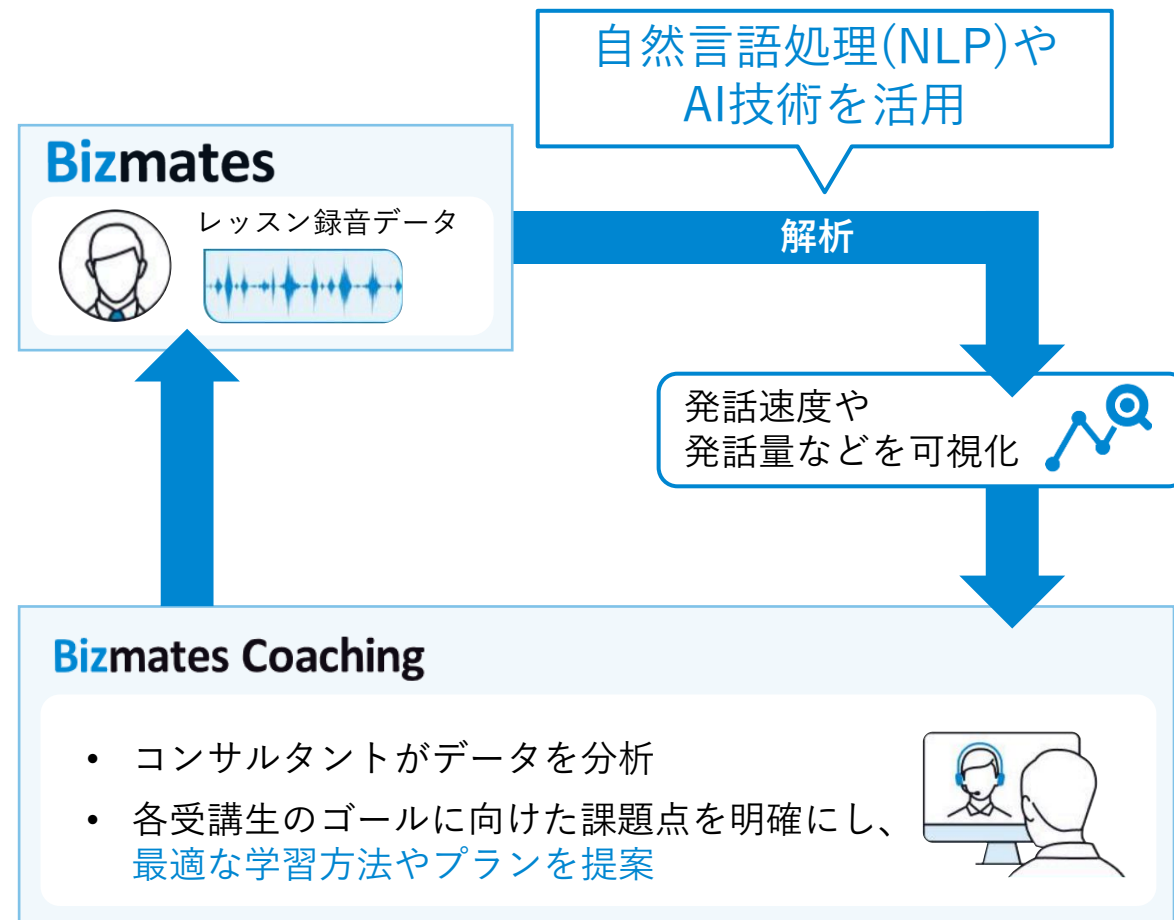 自然言語処理(NLP)や
AI技術を活用
Bizmates
レッスン録音データ
解析
発話速度や
発話量などを可視化
Bizmates Coaching
• コンサルタントがデータを分析
• 各受講生のゴールに向けた課題点を明確にし、
最適な学習方法やプランを提案